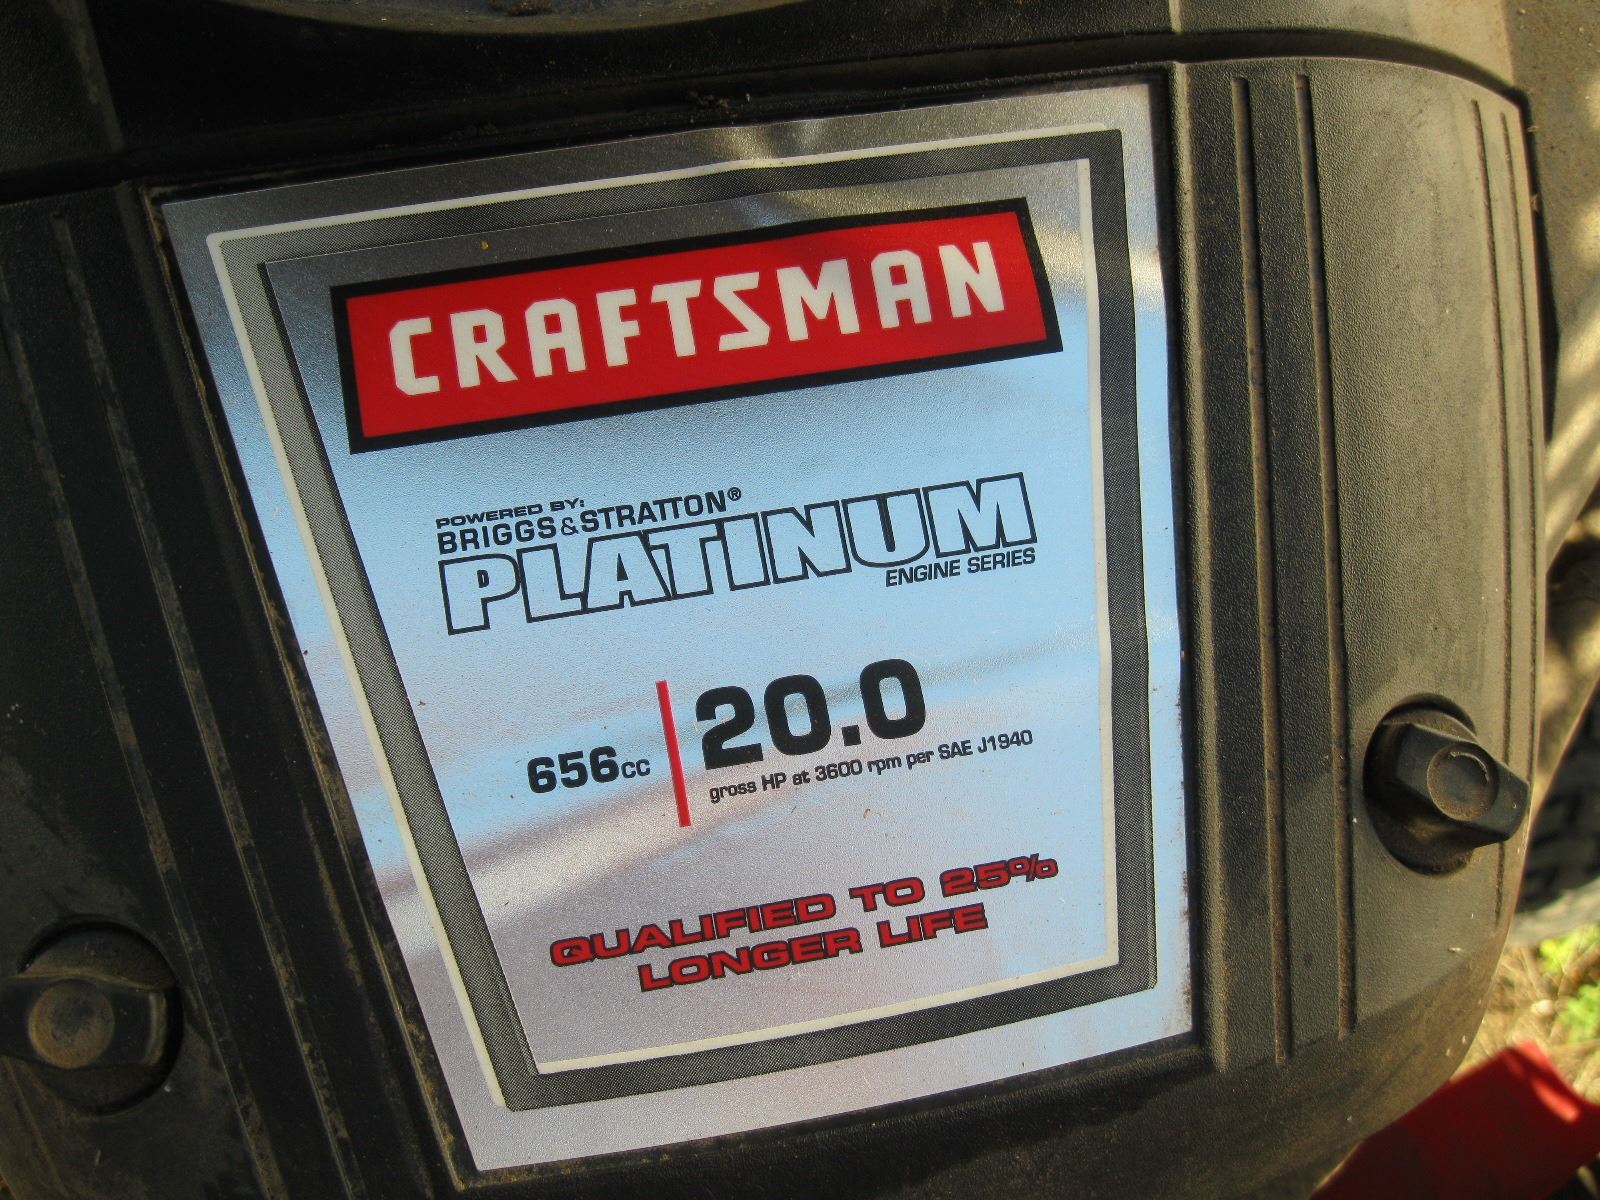 CRAFTSMAN
POWERED BY:
BRIGGS&STRATTON®
PLATINUM
ENGINE SERIES
656cc
20.0
gross HP at 3600 rpm per SAE J1940
QUALIFIED TO 25%
LONGER LIFE